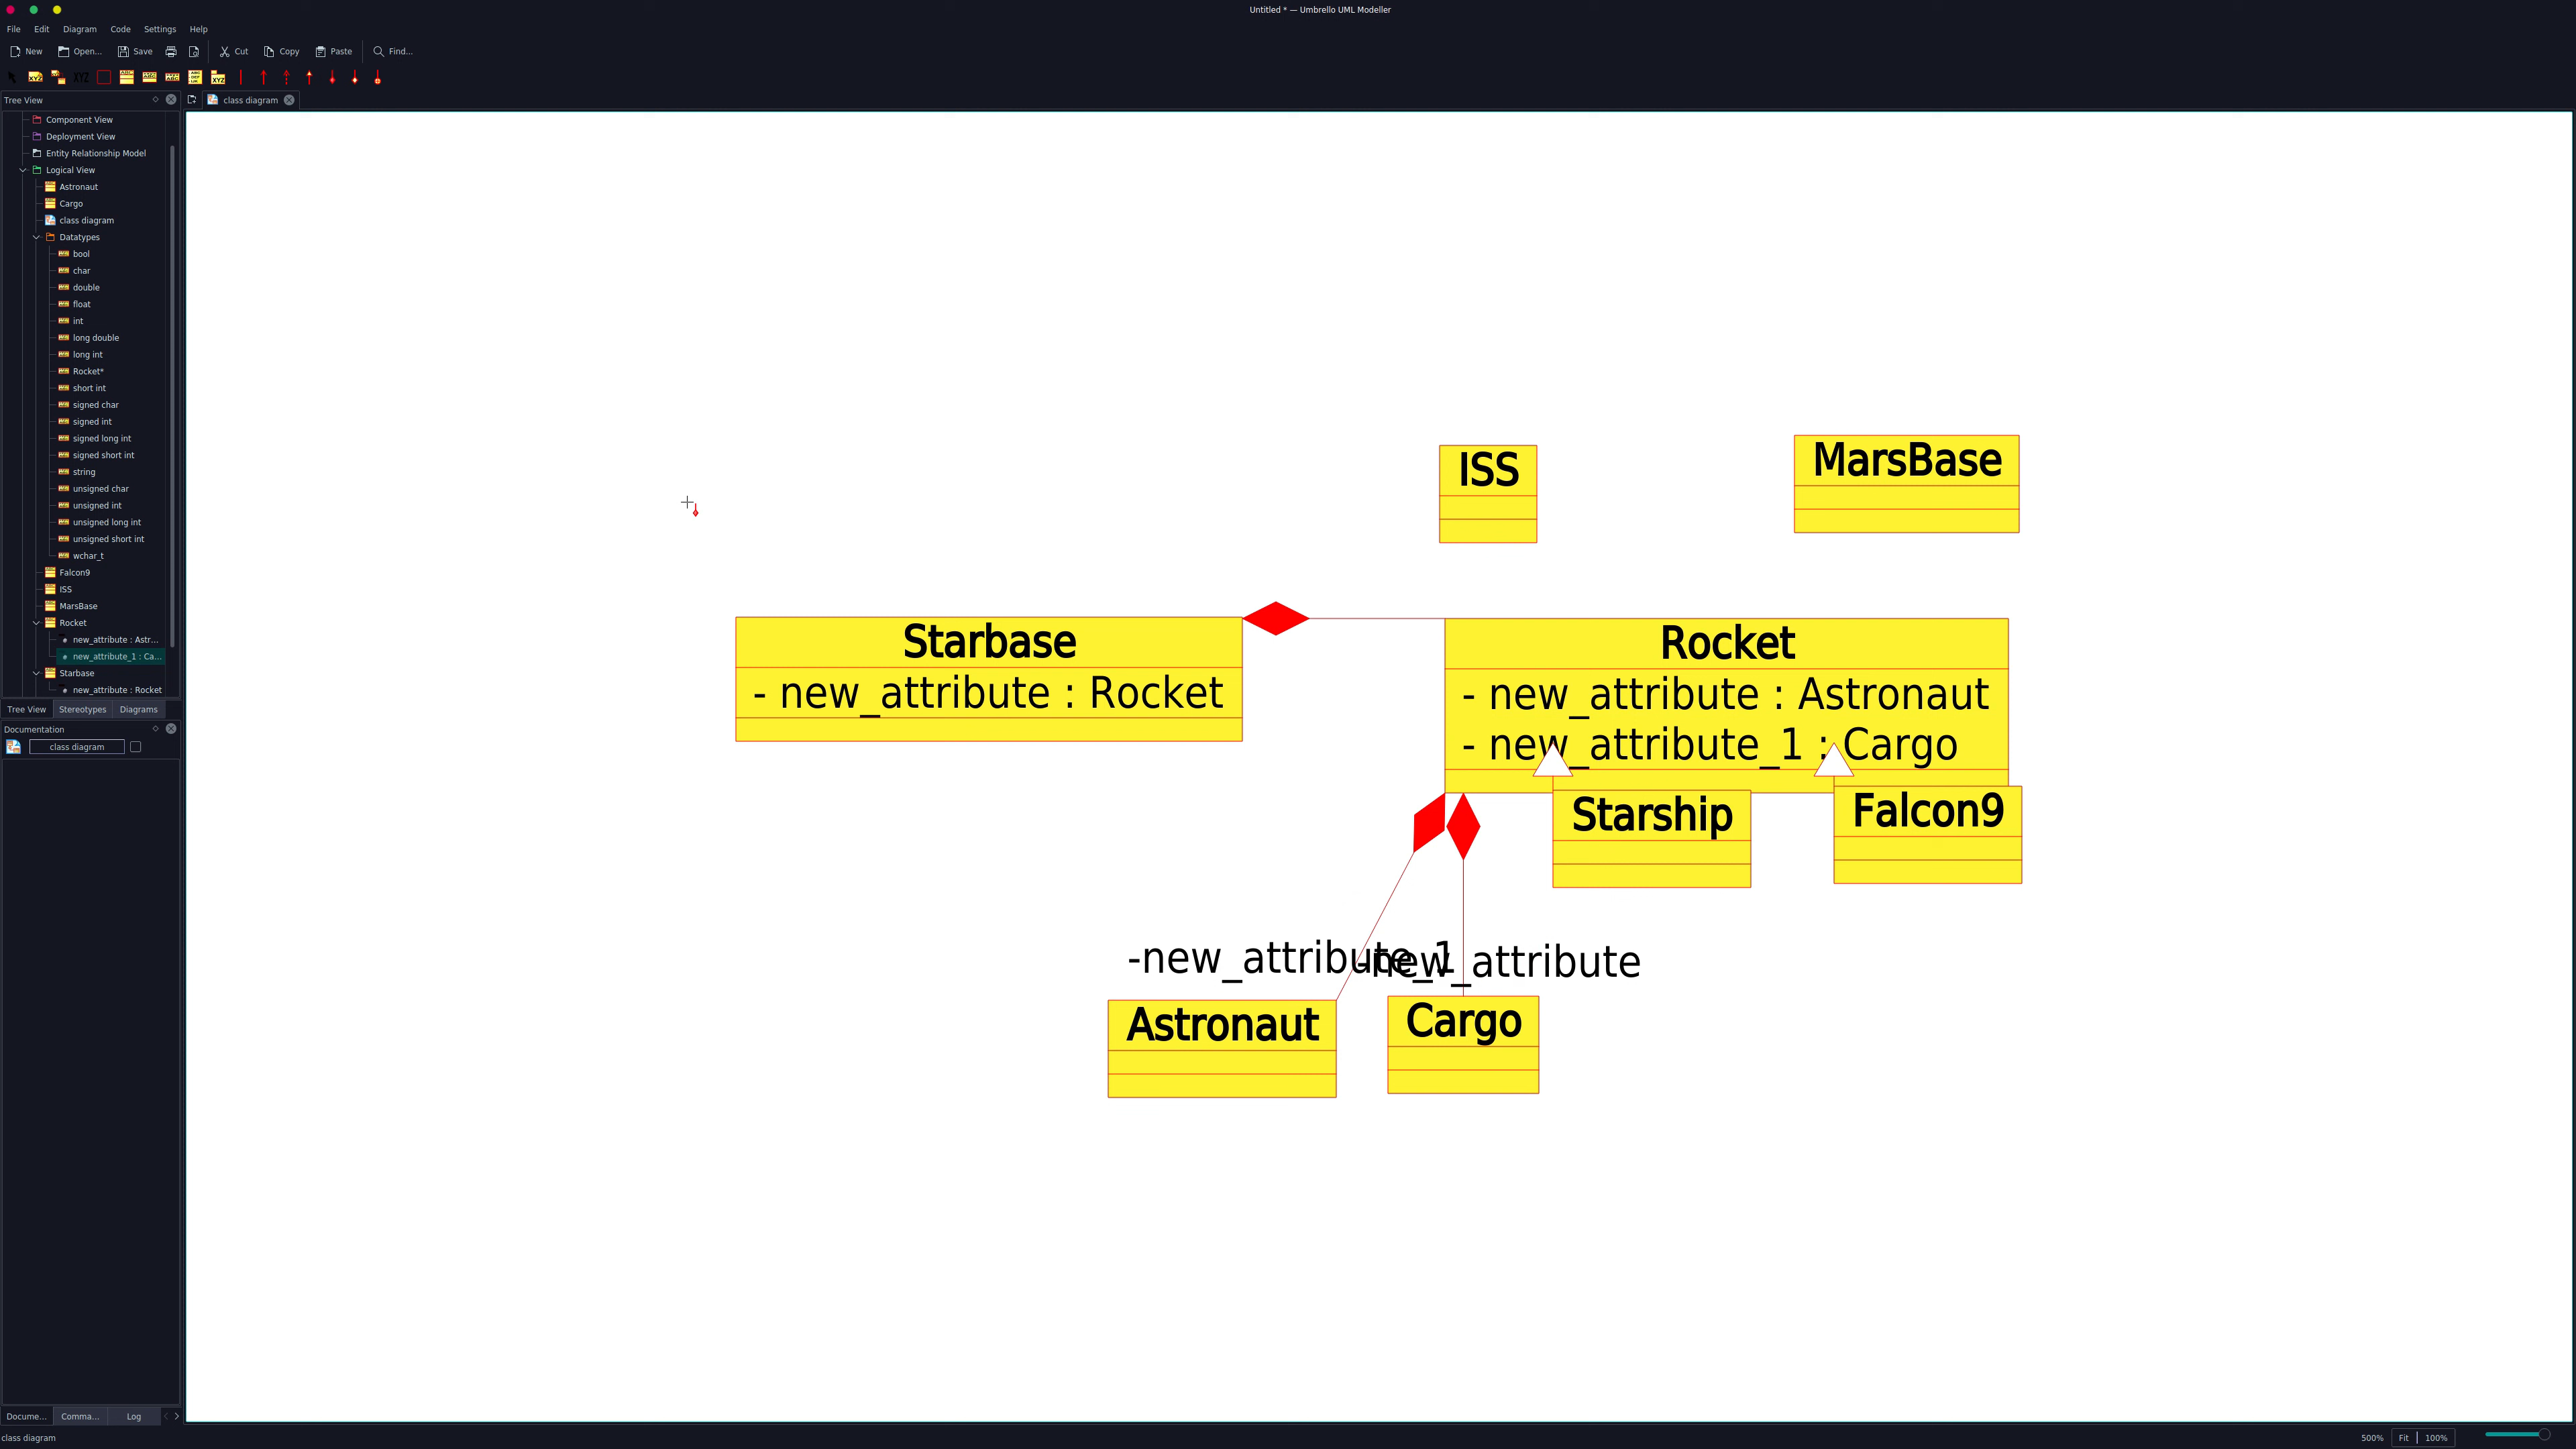 Untitled * — Umbrello UML Modeller
File Edit Diagram Code Settings Help
New Open... Save Cut Copy Paste Find...
XYZ
Tree View
class diagram
Component View
Deployment View
Entity Relationship Model
Logical View
Astronaut
Cargo
class diagram
Datatypes
bool
char
double
float
int
long double
long int
Rocket*
short int
signed char
signed int
signed long int
signed short int
string
unsigned char
unsigned int
unsigned long int
unsigned short int
wchar_t
Falcon9
ISS
MarsBase
Rocket
new_attribute : Astr...
new_attribute_1 : Ca...
Starbase
new_attribute : Rocket
Tree View Stereotypes Diagrams
Documentation
class diagram
ISS
MarsBase
Starbase
- new_attribute : Rocket
Rocket
- new_attribute : Astronaut
- new_attribute_1 : Cargo
Starship
Falcon9
-new_attribute_1
-new_attribute
Astronaut
Cargo
Docume... Comma... Log
class diagram
500% Fit 100%